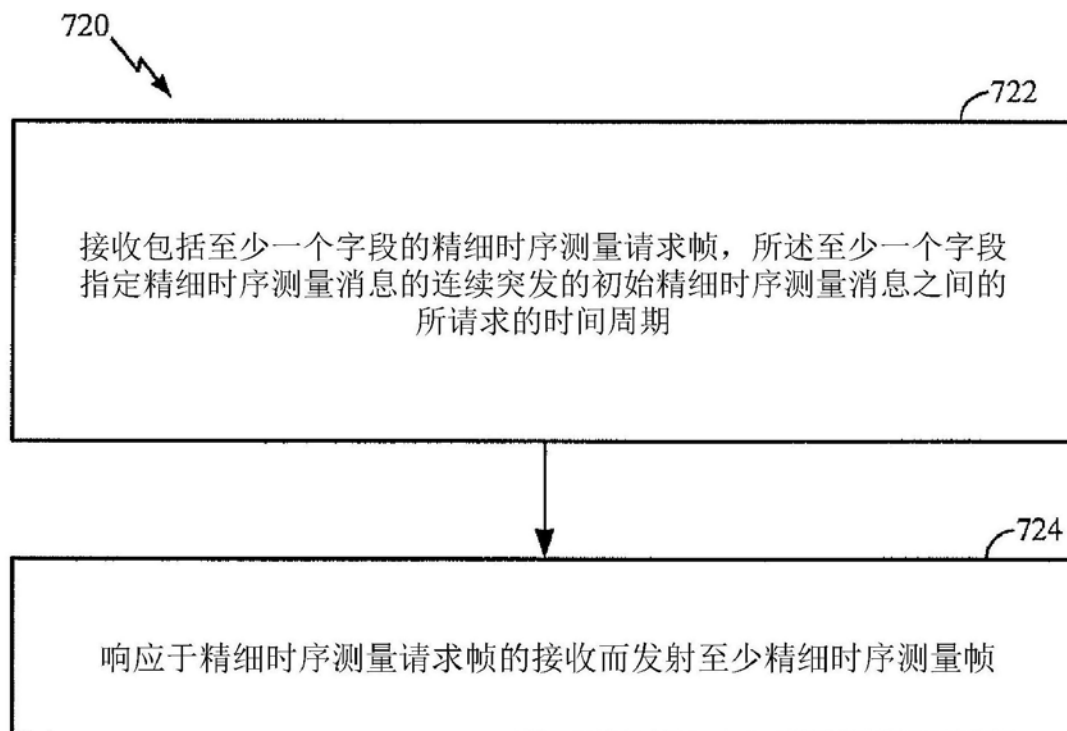 720
722
接收包括至少一个字段的精细时序测量请求帧，所述至少一个字段
指定精细时序测量消息的连续突发的初始精细时序测量消息之间的
所请求的时间周期
724
响应于精细时序测量请求帧的接收而发射至少精细时序测量帧